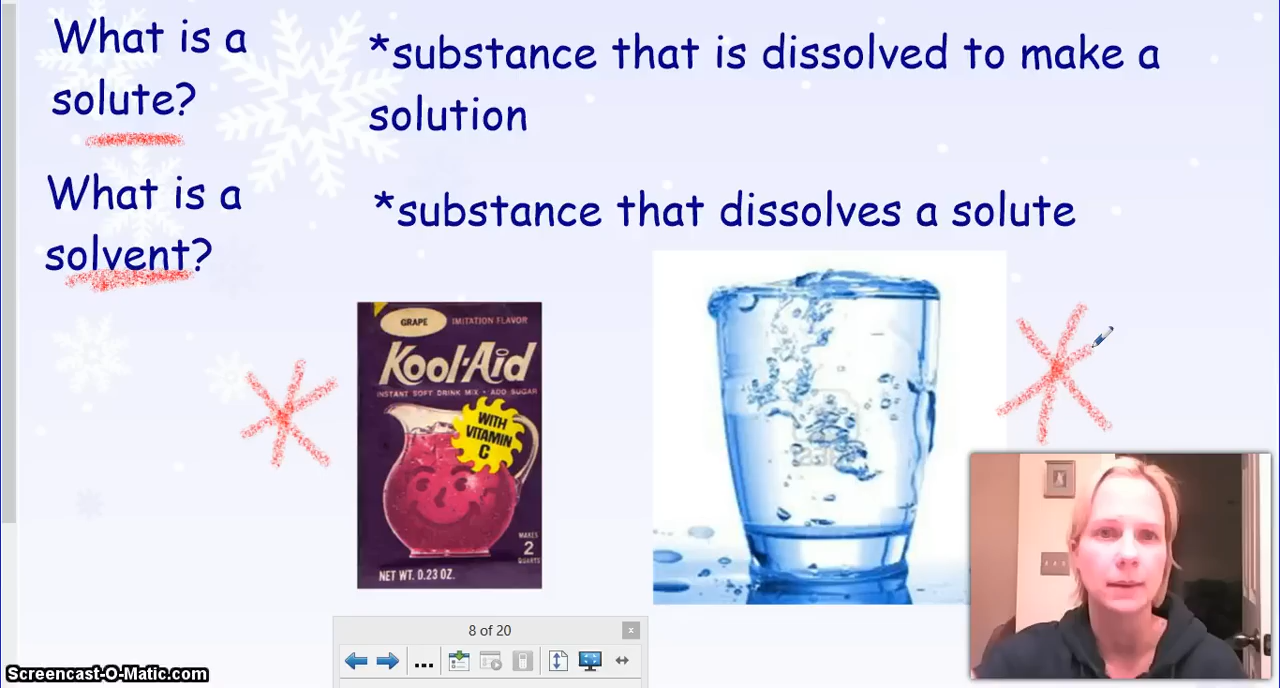 What is a
solute?
*substance that is dissolved to make a
solution
What is a
solvent?
*substance that dissolves a solute
GRAPE
IMITATION FLAVOR
Kool-Aid
INSTANT SOFT DRINK MIX • ADD SUGAR
WITH
VITAMIN
C
MAKES
2
QUARTS
NET WT. 0.23 OZ.
8 of 20
Screencast-O-Matic.com